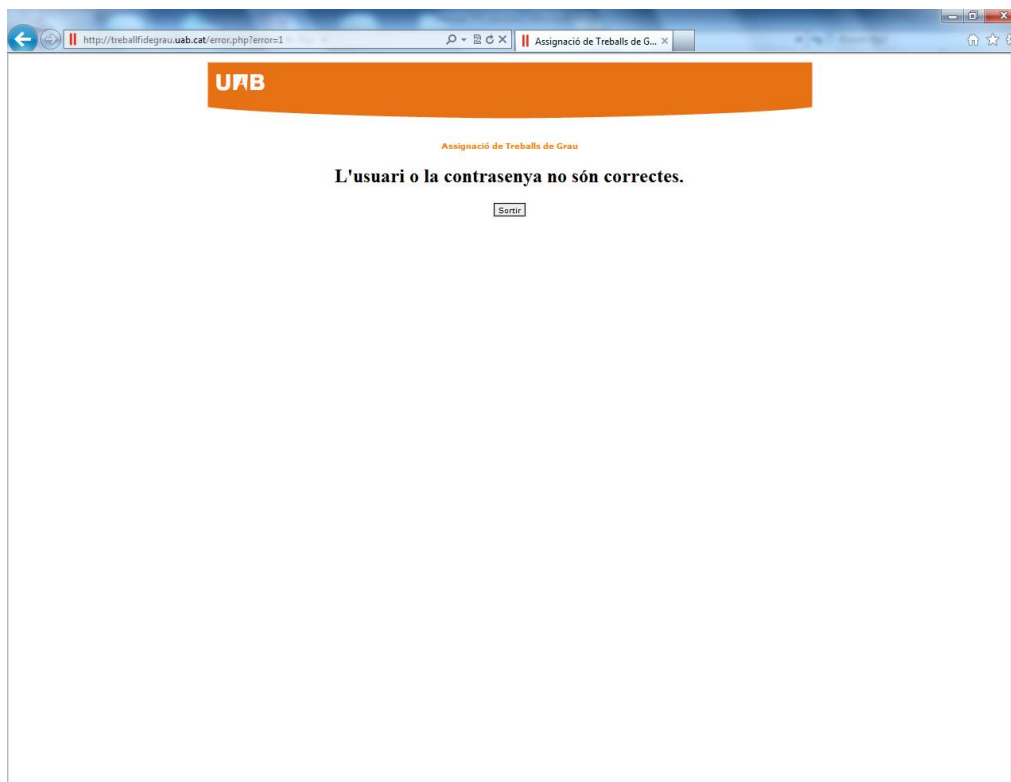 http://treballfidegrau.uab.cat/error.php?error=1
Assignació de Treballs de G...
UAB
Assignació de Treballs de Grau
L'usuari o la contrasenya no són correctes.
Sortir